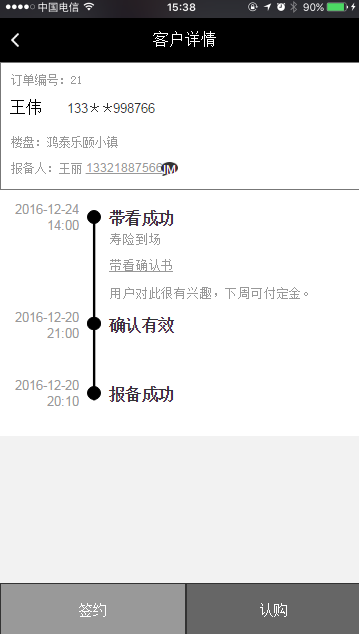 中国电信 15:38 90%
客户详情
订单编号：21
王伟 133＊＊998766
楼盘：鸿泰乐颐小镇
报备人：王丽 13321887566 JM
2016-12-24 14:00 带看成功
寿险到场
带看确认书
用户对此很有兴趣，下周可付定金。
2016-12-20 21:00 确认有效
2016-12-20 20:10 报备成功
签约 认购